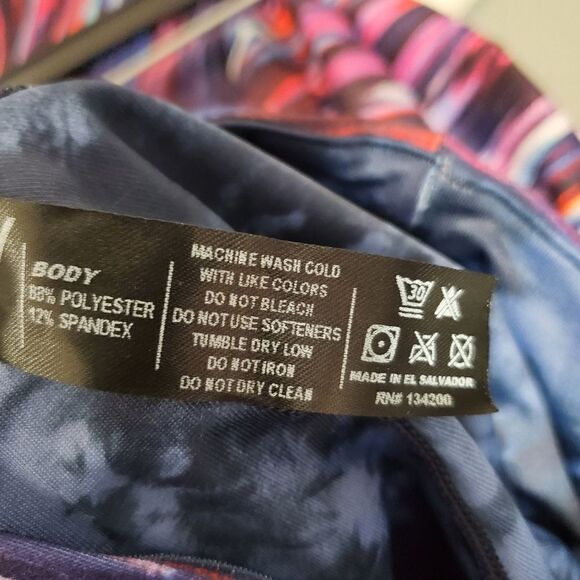 BODY
88% POLYESTER
12% SPANDEX
MACHINE WASH COLD
WITH LIKE COLORS
DO NOT BLEACH
DO NOT USE SOFTENERS
TUMBLE DRY LOW
DO NOT IRON
DO NOT DRY CLEAN
30
MADE IN EL SALVADOR
RN# 134200